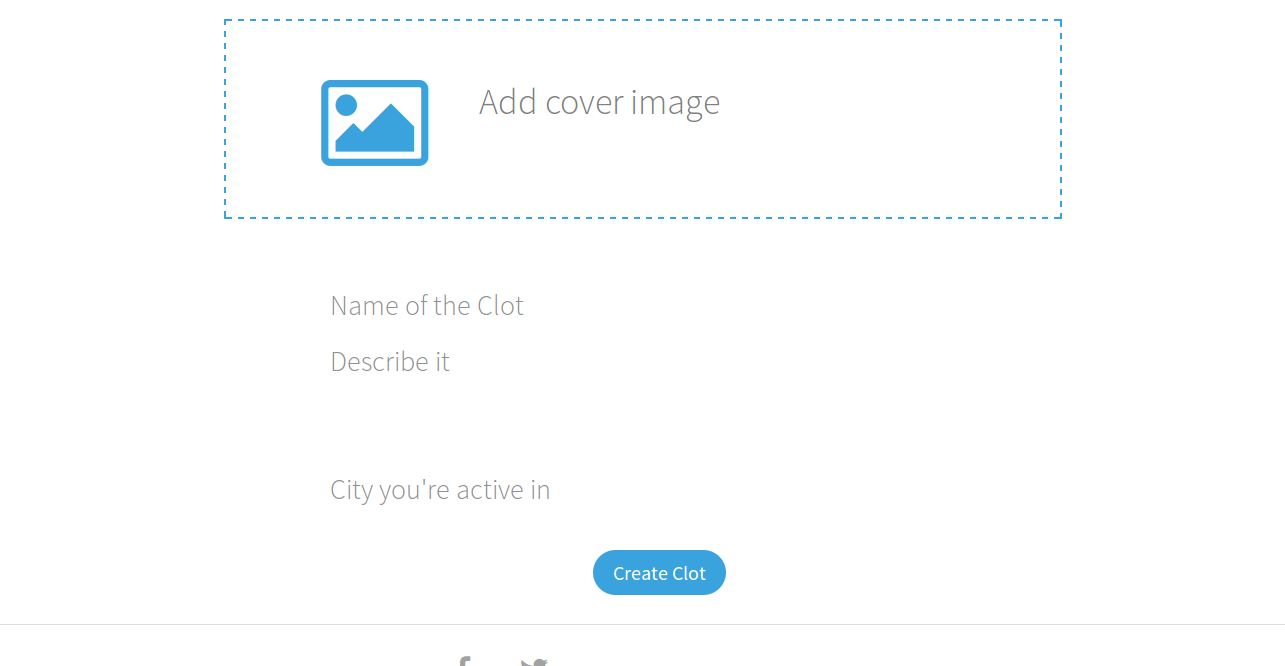 Add cover image
Name of the Clot
Describe it
City you're active in
Create Clot